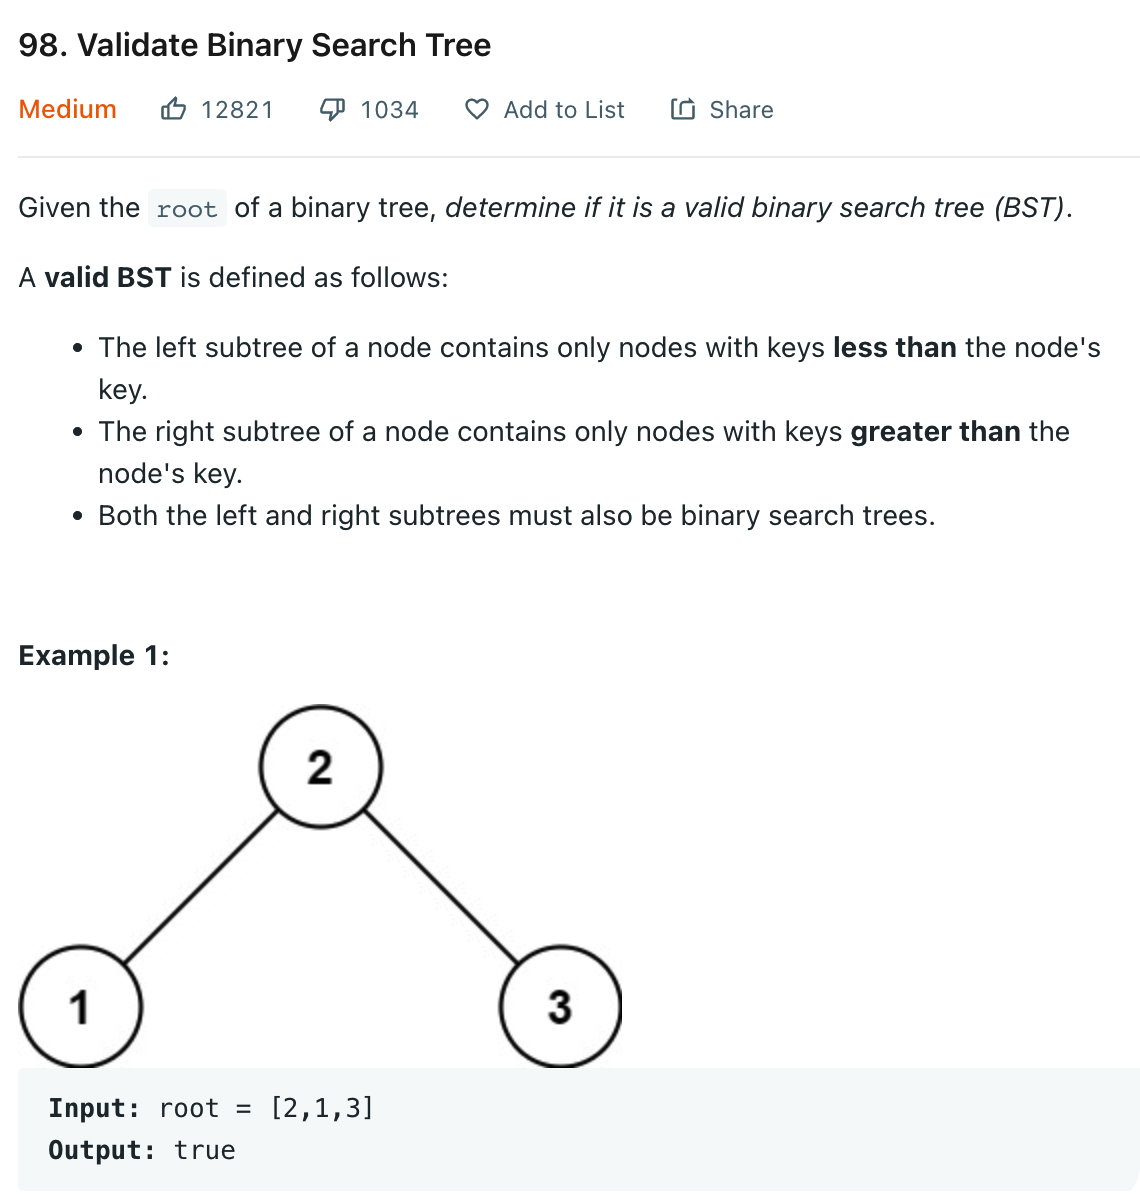 98. Validate Binary Search Tree
Medium 12821 1034 Add to List Share
Given the root of a binary tree, determine if it is a valid binary search tree (BST).
A valid BST is defined as follows:
• The left subtree of a node contains only nodes with keys less than the node's
key.
• The right subtree of a node contains only nodes with keys greater than the
node's key.
• Both the left and right subtrees must also be binary search trees.
Example 1:
2
1 3
Input: root = [2,1,3]
Output: true